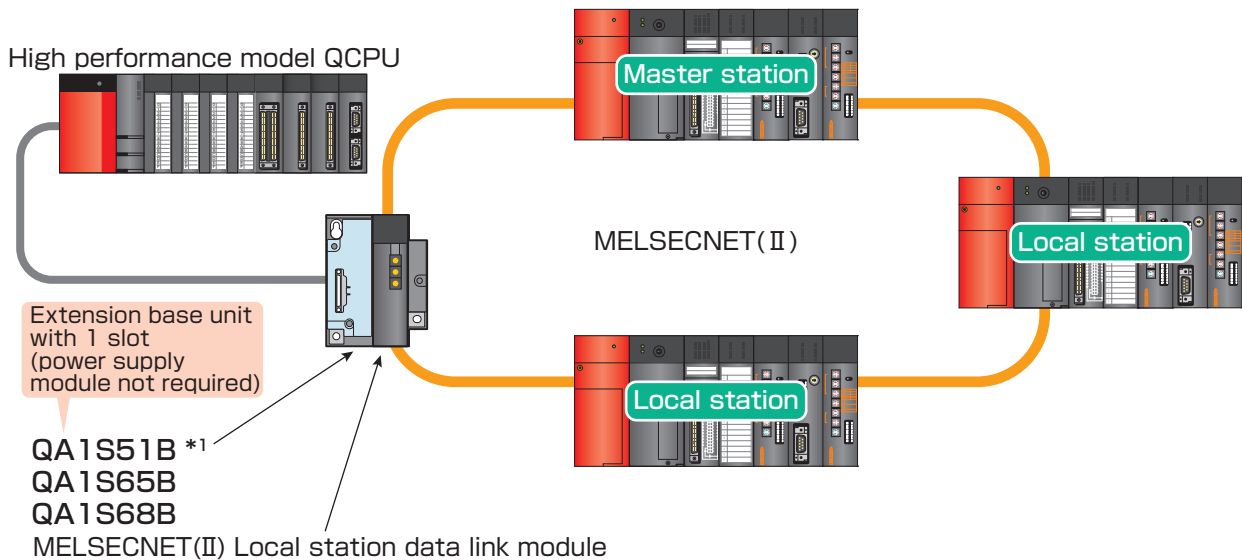 High performance model QCPU
Master station
MELSECNET(Ⅱ)
Local station
Extension base unit
with 1 slot
(power supply
module not required)
Local station
QA1S51B *1
QA1S65B
QA1S68B
MELSECNET(Ⅱ) Local station data link module